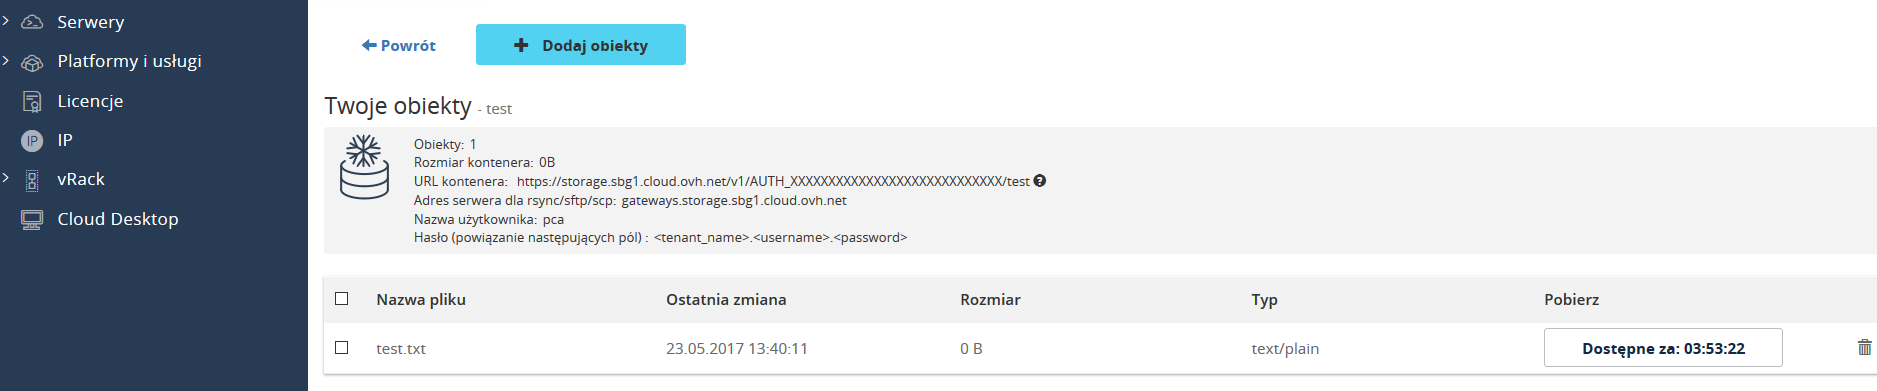 Serwery
Platformy i usługi
Licencje
IP IP
vRack
Cloud Desktop
Powrót
Dodaj obiekty
Twoje obiekty - test
Obiekty: 1
Rozmiar kontenera: 0B
URL kontenera: https://storage.sbg1.cloud.ovh.net/v1/AUTH_XXXXXXXXXXXXXXXXXXXXXXXXXXXX/test ?
Adres serwera dla rsync/sftp/scp: gateways.storage.sbg1.cloud.ovh.net
Nazwa użytkownika: pca
Hasło (powiązanie następujących pól) : <tenant_name>.<username>.<password>
Nazwa pliku Ostatnia zmiana Rozmiar Typ Pobierz
test.txt 23.05.2017 13:40:11 0 B text/plain Dostępne za: 03:53:22